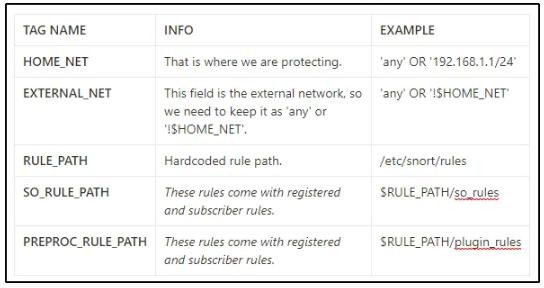 TAG NAME INFO EXAMPLE
HOME_NET That is where we are protecting. 'any' OR '192.168.1.1/24'
EXTERNAL_NET This field is the external network, so 'any' OR '!$HOME_NET'
we need to keep it as 'any' or
'!$HOME_NET'.
RULE_PATH Hardcoded rule path. /etc/snort/rules
SO_RULE_PATH These rules come with registered $RULE_PATH/so_rules
and subscriber rules.
PREPROC_RULE_PATH These rules come with registered $RULE_PATH/plugin_rules
and subscriber rules.